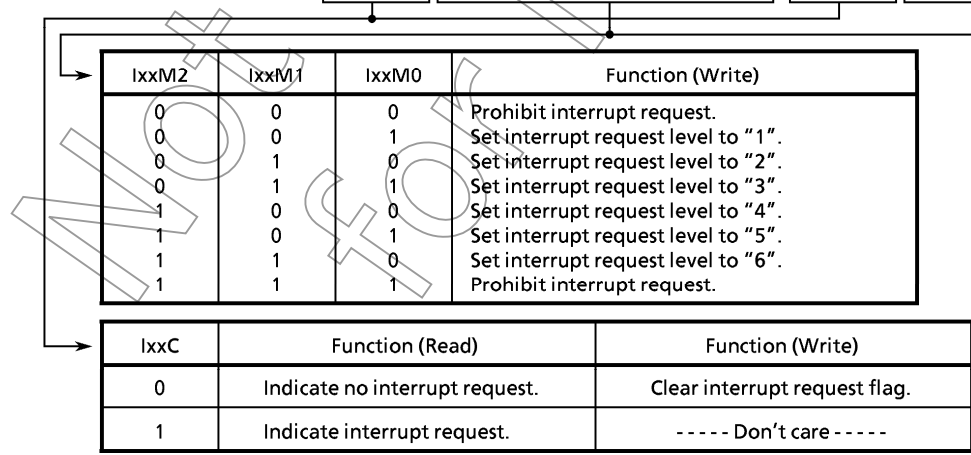 IxxM2 IxxM1 IxxM0 Function (Write)
0 0 0 Prohibit interrupt request.
0 0 1 Set interrupt request level to “1”.
0 1 0 Set interrupt request level to “2”.
0 1 1 Set interrupt request level to “3”.
1 0 0 Set interrupt request level to “4”.
1 0 1 Set interrupt request level to “5”.
1 1 0 Set interrupt request level to “6”.
1 1 1 Prohibit interrupt request.
IxxC Function (Read) Function (Write)
0 Indicate no interrupt request. Clear interrupt request flag.
1 Indicate interrupt request. - - - - - Don’t care - - - - -
Not
for